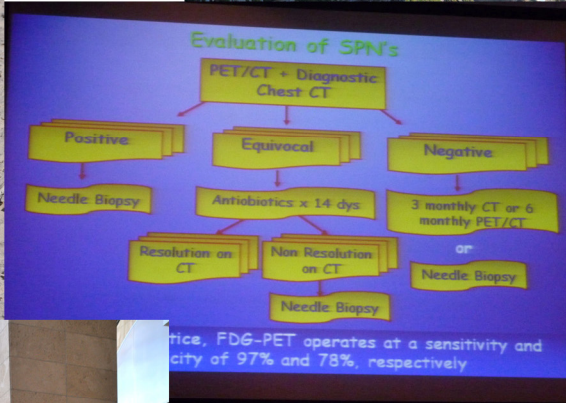 Evaluation of SPN's
PET/CT + Diagnostic
Chest CT
Positive
Equivocal
Negative
Needle Biopsy
Antiobiotics x 14 dys
3 monthly CT or 6
monthly PET/CT
or
Resolution on
CT
Non Resolution
on CT
Needle Biopsy
Needle Biopsy
tice, FDG-PET operates at a sensitivity and
city of 97% and 78%, respectively